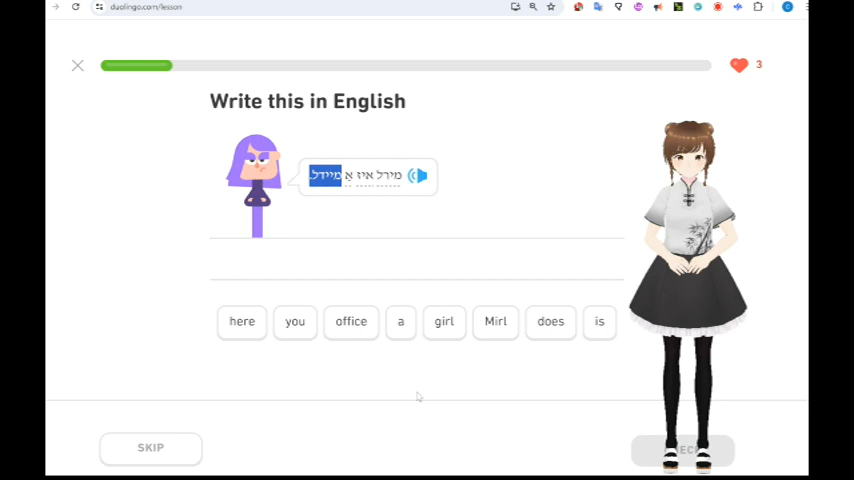 duolingo.com/lesson
3
Write this in English
מירל איז אַ מיידל.
here you office a girl Mirl does is
SKIP